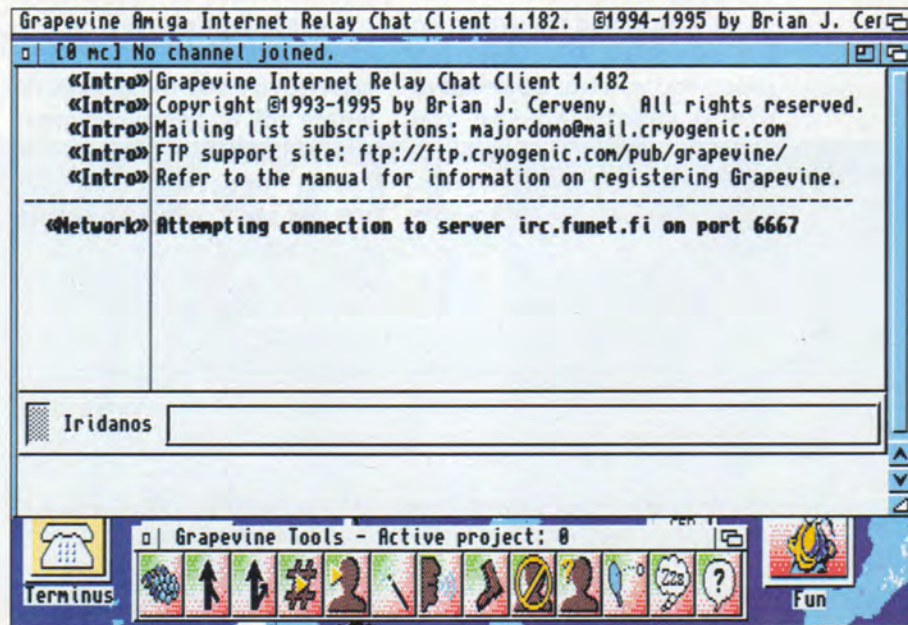 Grapevine Amiga Internet Relay Chat Client 1.182. ©1994-1995 by Brian J. Cer
[0 mc] No channel joined.
«Intro» Grapevine Internet Relay Chat Client 1.182
«Intro» Copyright ©1993-1995 by Brian J. Cerveny. All rights reserved.
«Intro» Mailing list subscriptions: majordomo@mail.cryogenic.com
«Intro» FTP support site: ftp://ftp.cryogenic.com/pub/grapevine/
«Intro» Refer to the manual for information on registering Grapevine.
«Network» Attempting connection to server irc.funet.fi on port 6667
Iridanos
Grapevine Tools - Active project: 0
#
?
Zzz
?
Terminus
Fun